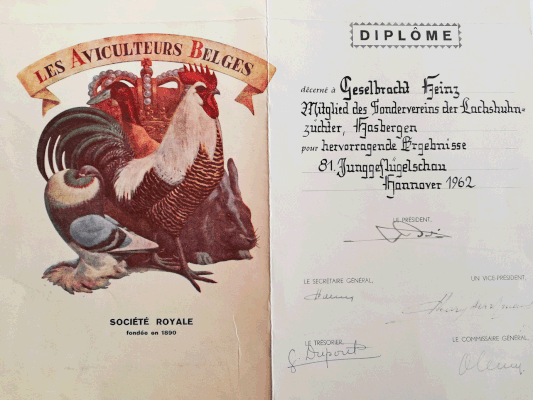 LES AVICULTEURS BELGES
SOCIÉTÉ ROYALE
fondée en 1890
DIPLÔME
décerné à Geselbracht Heinz
Mitglied des Sondervereins der Lachshuhn-
züchter, Hasbergen
pour hervorragende Ergebnisse
81. Junggeflügelschau
Hannover 1962
LE PRÉSIDENT,
LE SECRÉTAIRE GÉNÉRAL,
UN VICE-PRÉSIDENT,
LE TRÉSORIER,
G. Dupont
LE COMMISSAIRE GÉNÉRAL,